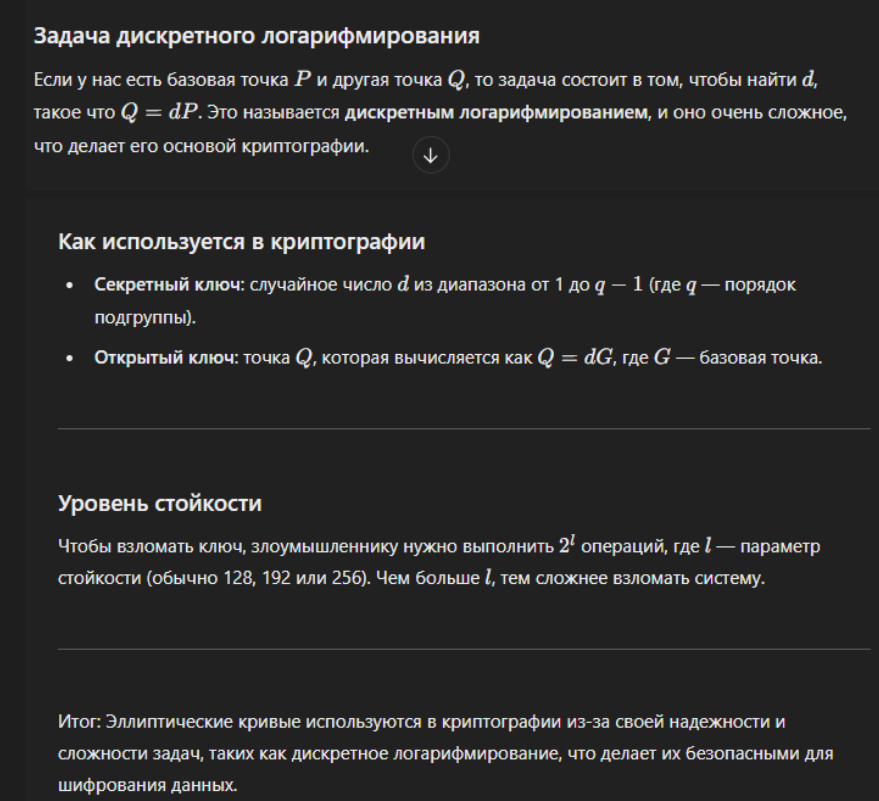 Задача дискретного логарифмирования
Если у нас есть базовая точка P и другая точка Q, то задача состоит в том, чтобы найти d,
такое что Q = dP. Это называется дискретным логарифмированием, и оно очень сложное,
что делает его основой криптографии.
Как используется в криптографии
• Секретный ключ: случайное число d из диапазона от 1 до q − 1 (где q — порядок
подгруппы).
• Открытый ключ: точка Q, которая вычисляется как Q = dG, где G — базовая точка.
Уровень стойкости
Чтобы взломать ключ, злоумышленнику нужно выполнить 2^l операций, где l — параметр
стойкости (обычно 128, 192 или 256). Чем больше l, тем сложнее взломать систему.
Итог: Эллиптические кривые используются в криптографии из-за своей надежности и
сложности задач, таких как дискретное логарифмирование, что делает их безопасными для
шифрования данных.